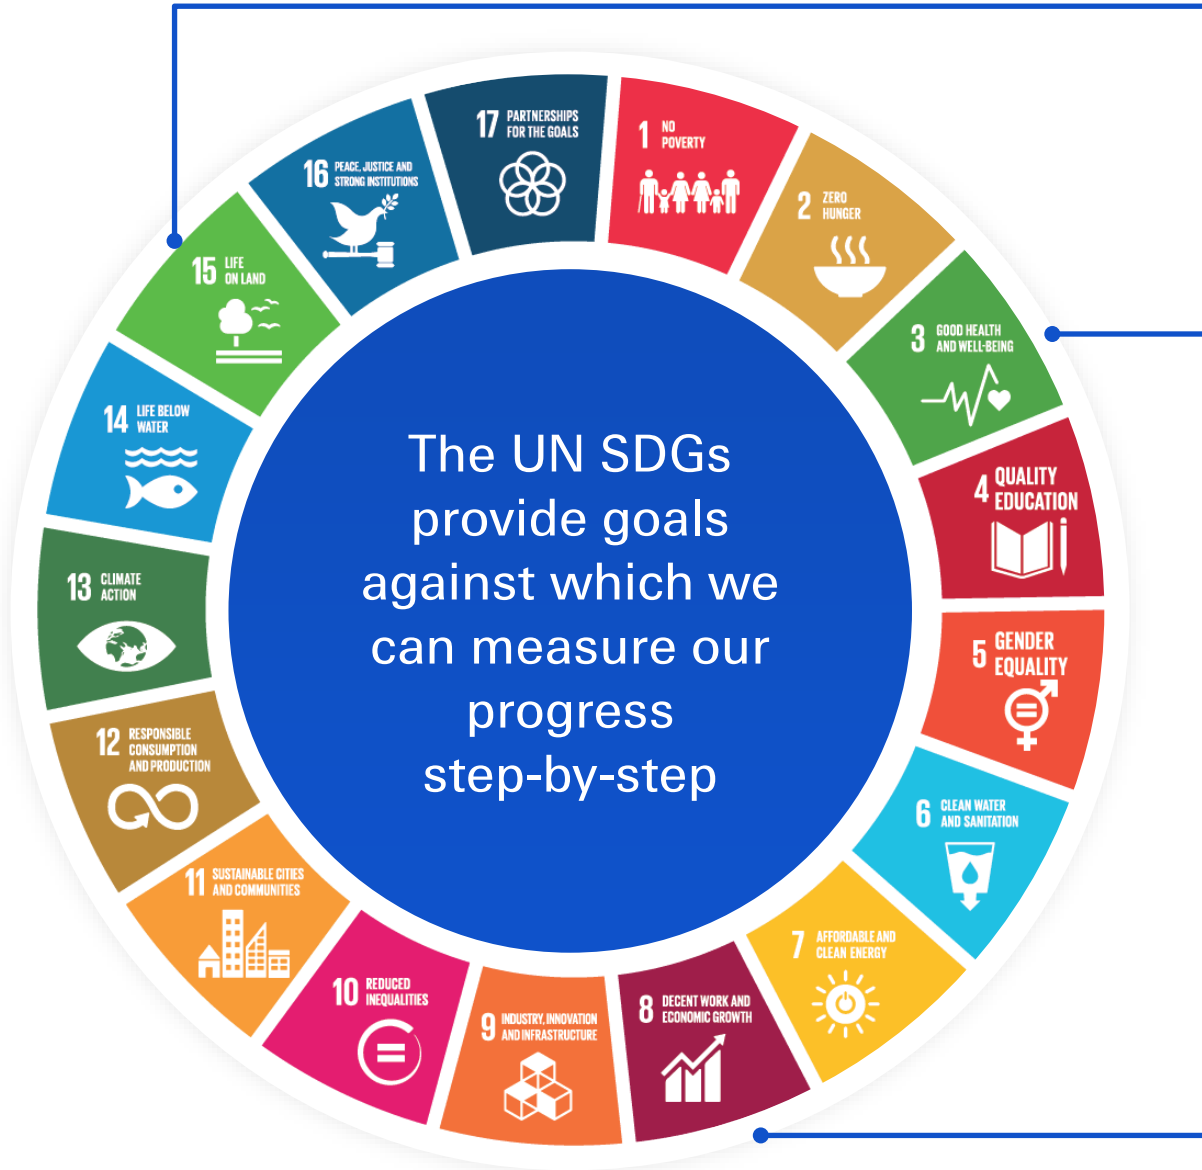 17 PARTNERSHIPS
FOR THE GOALS
1 NO
POVERTY
2 ZERO
HUNGER
3 GOOD HEALTH
AND WELL-BEING
4 QUALITY
EDUCATION
5 GENDER
EQUALITY
6 CLEAN WATER
AND SANITATION
7 AFFORDABLE AND
CLEAN ENERGY
8 DECENT WORK AND
ECONOMIC GROWTH
9 INDUSTRY, INNOVATION
AND INFRASTRUCTURE
10 REDUCED
INEQUALITIES
11 SUSTAINABLE CITIES
AND COMMUNITIES
12 RESPONSIBLE
CONSUMPTION
AND PRODUCTION
13 CLIMATE
ACTION
14 LIFE BELOW
WATER
15 LIFE
ON LAND
16 PEACE, JUSTICE AND
STRONG INSTITUTIONS
The UN SDGs
provide goals
against which we
can measure our
progress
step-by-step